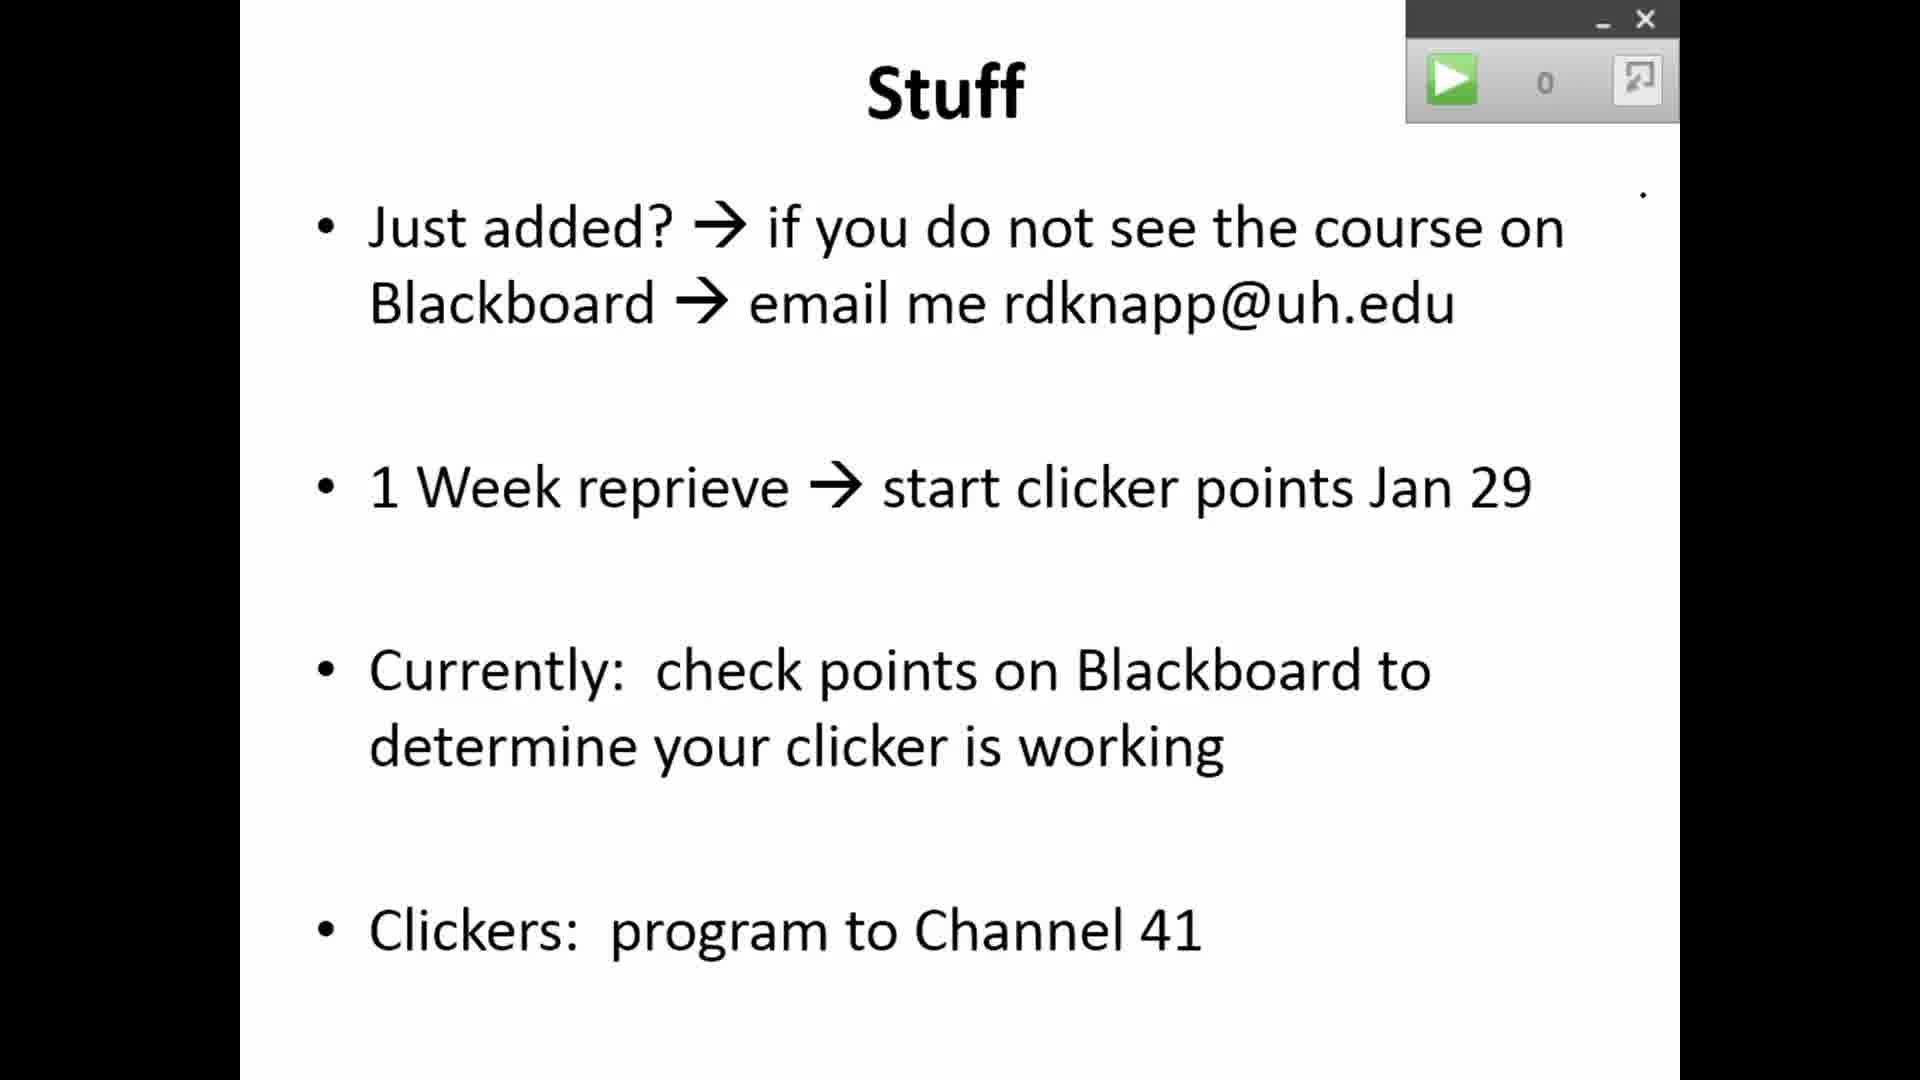 Stuff
0
• Just added? → if you do not see the course on
Blackboard → email me rdknapp@uh.edu
• 1 Week reprieve → start clicker points Jan 29
• Currently:  check points on Blackboard to
determine your clicker is working
• Clickers:  program to Channel 41